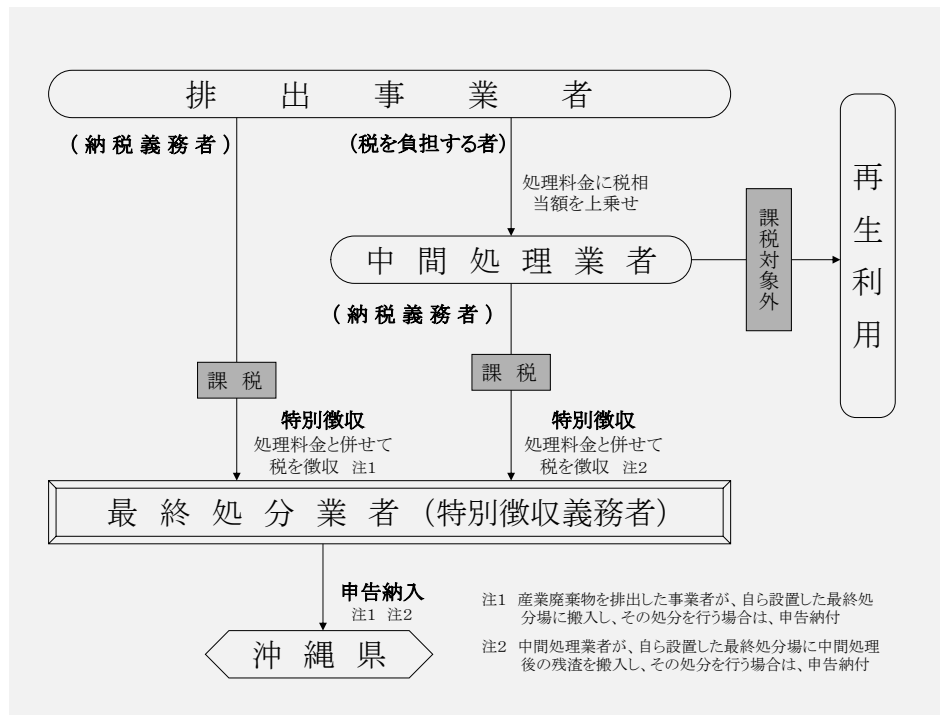 排出事業者
(納税義務者)
(税を負担する者)
処理料金に税相
当額を上乗せ
中間処理業者
課税対象外
再生利用
(納税義務者)
課税
課税
特別徴収
処理料金と併せて
税を徴収 注1
特別徴収
処理料金と併せて
税を徴収 注2
最終処分業者(特別徴収義務者)
申告納入
注1 注2
沖縄県
注1 産業廃棄物を排出した事業者が、自ら設置した最終処
分場に搬入し、その処分を行う場合は、申告納付
注2 中間処理業者が、自ら設置した最終処分場に中間処理
後の残渣を搬入し、その処分を行う場合は、申告納付